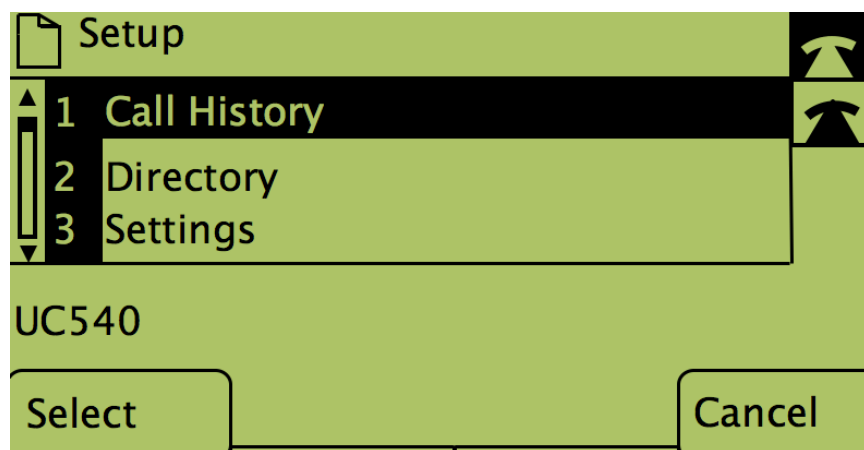 Setup
1 Call History
2 Directory
3 Settings
UC540
Select Cancel